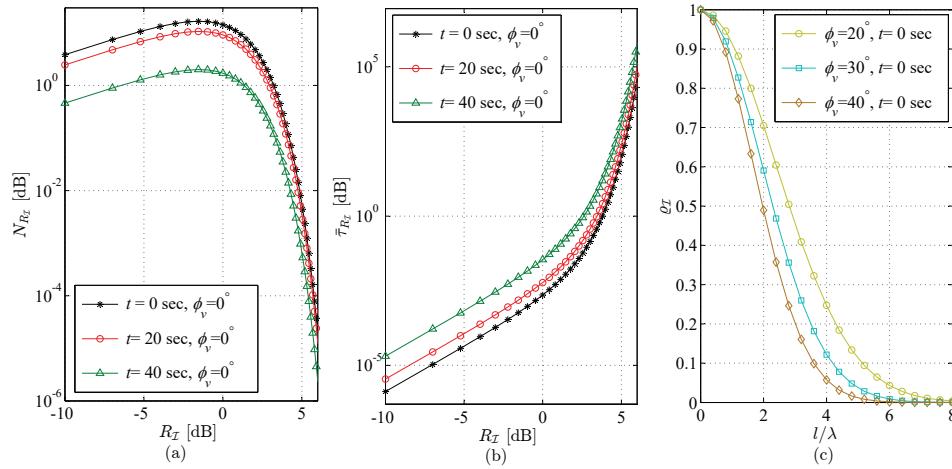 10^0
10^-2
10^-4
10^-6
N_{R_ℐ} [dB]
-10 -5 0 5
R_ℐ [dB]
(a)
t = 0 sec, ϕ_v=0°
t= 20 sec, ϕ_v=0°
t= 40 sec, ϕ_v=0°
10^5
10^0
10^-5
τ̄_{R_ℐ} [dB]
-10 -5 0 5
R_ℐ [dB]
(b)
t = 0 sec, ϕ_v=0°
t= 20 sec, ϕ_v=0°
t= 40 sec, ϕ_v=0°
1
0.9
0.8
0.7
0.6
0.5
0.4
0.3
0.2
0.1
0
ϱ_ℐ
0 2 4 6 8
l/λ
(c)
ϕ_v=20°, t= 0 sec
ϕ_v=30°, t= 0 sec
ϕ_v=40°, t= 0 sec